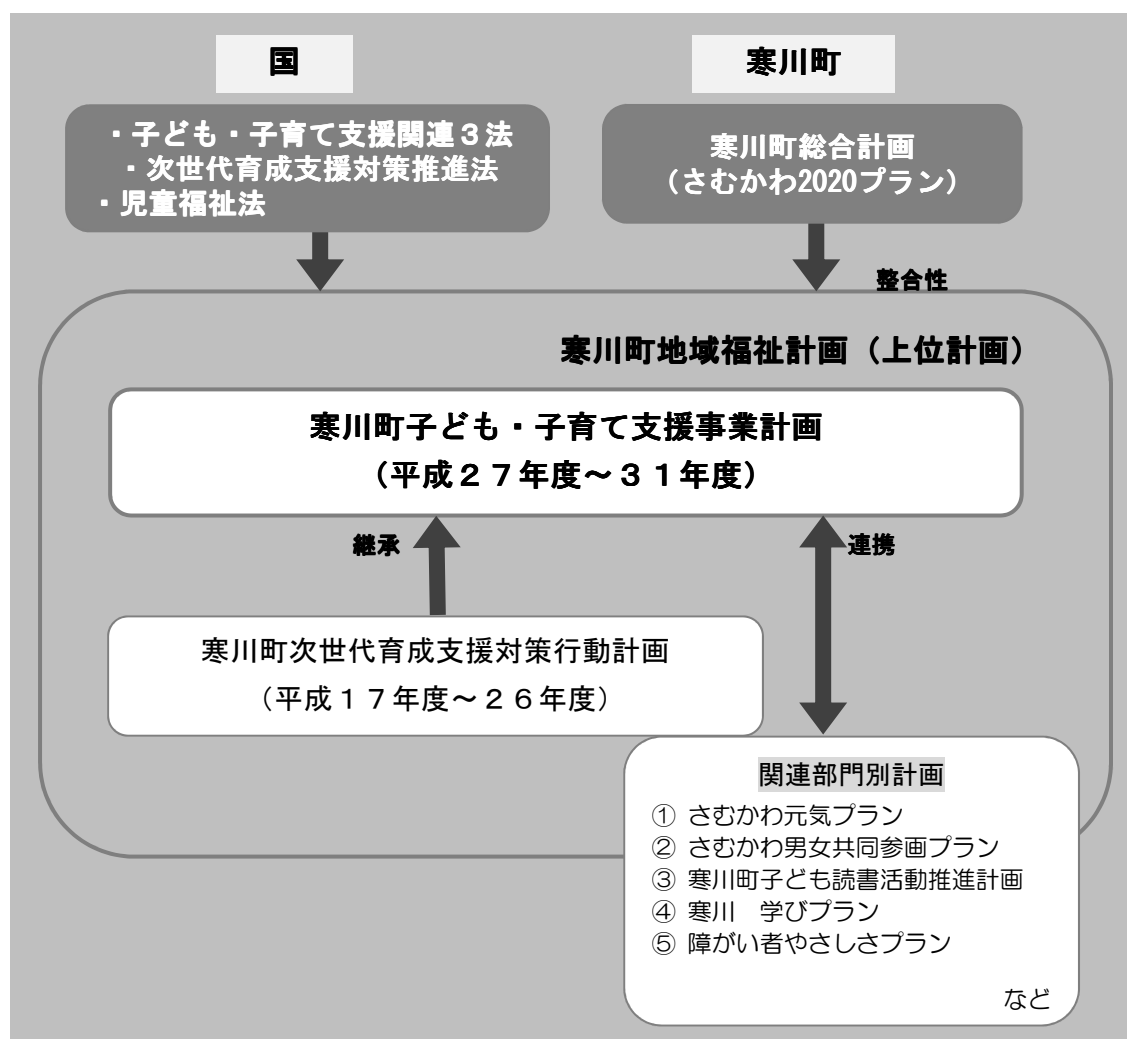 国
寒川町
・子ども・子育て支援関連３法
・次世代育成支援対策推進法
・児童福祉法
寒川町総合計画
（さむかわ2020プラン）
整合性
寒川町地域福祉計画（上位計画）
寒川町子ども・子育て支援事業計画
（平成２７年度～３１年度）
継承
連携
寒川町次世代育成支援対策行動計画
（平成１７年度～２６年度）
関連部門別計画
① さむかわ元気プラン
② さむかわ男女共同参画プラン
③ 寒川町子ども読書活動推進計画
④ 寒川　学びプラン
⑤ 障がい者やさしさプラン
など